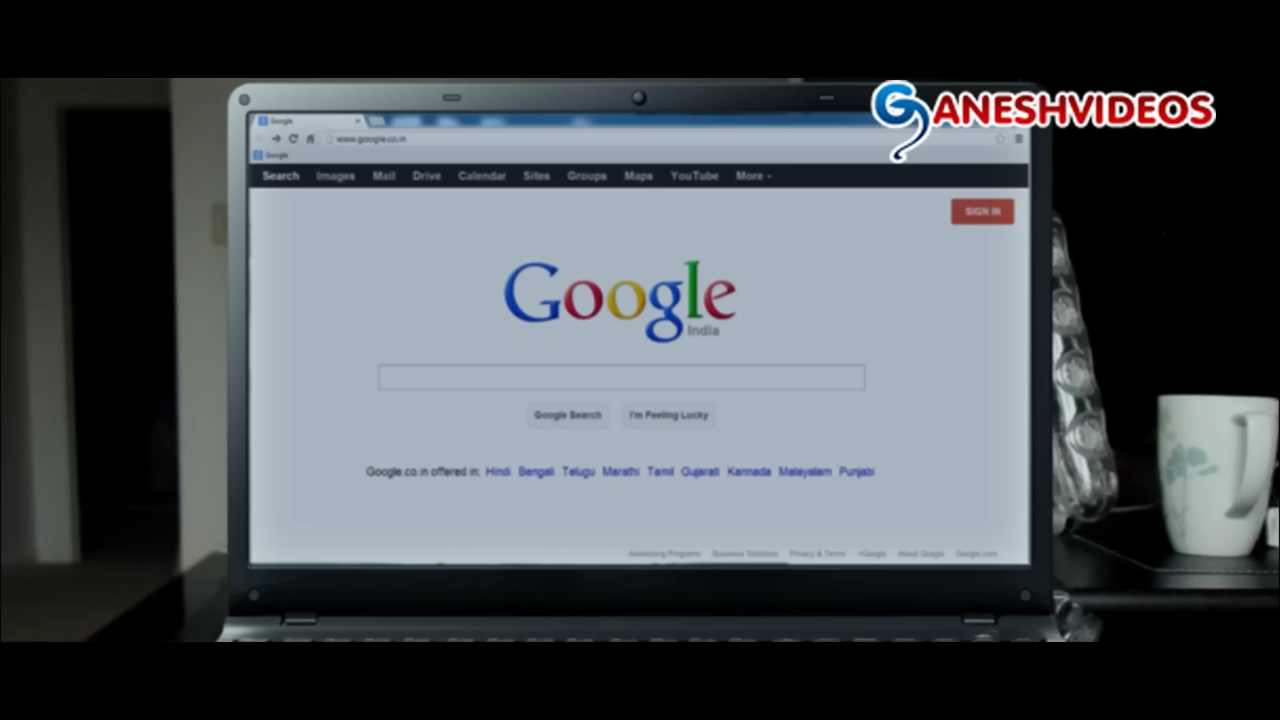 GANESHVIDEOS
Google
www.google.co.in
Google
Search Images Mail Drive Calendar Sites Groups Maps YouTube More
SIGN IN
Google
India
Google Search I'm Feeling Lucky
Google.co.in offered in: Hindi Bengali Telugu Marathi Tamil Gujarati Kannada Malayalam Punjabi
Advertising Programs Business Solutions Privacy & Terms +Google About Google Google.com